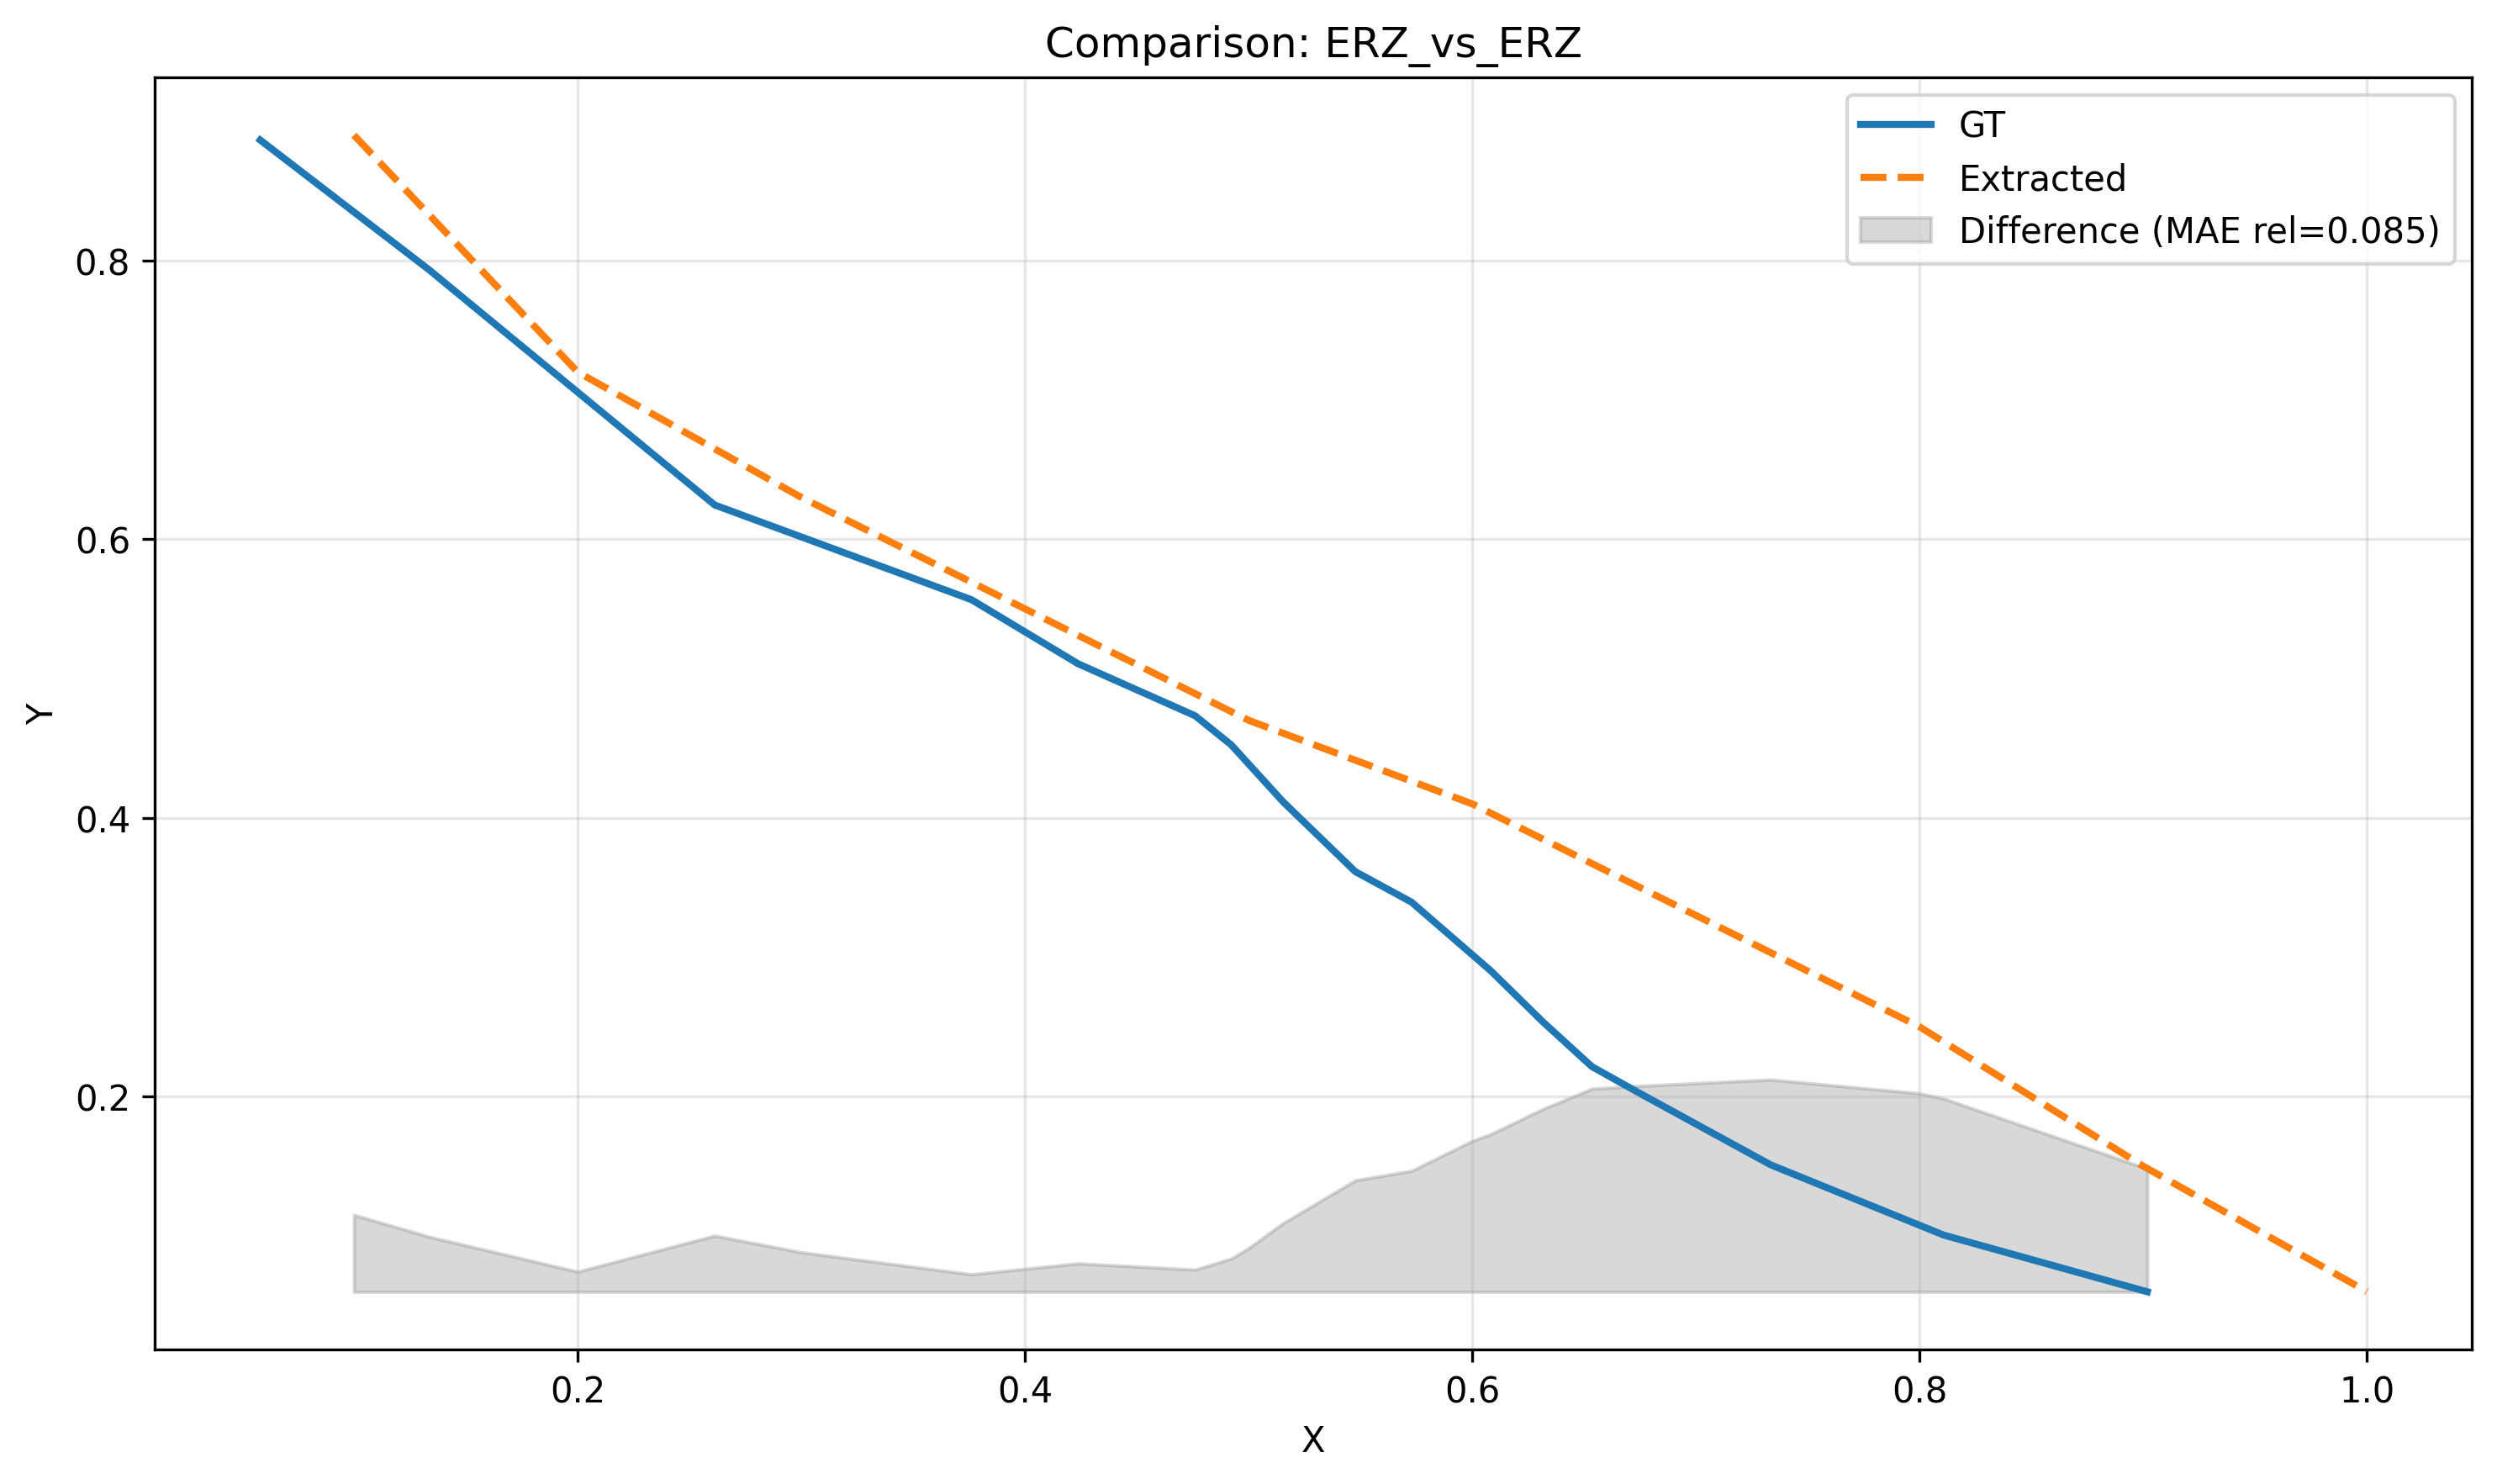 Comparison: ERZ_vs_ERZ
GT
Extracted
Difference (MAE rel=0.085)
Y
0.8
0.6
0.4
0.2
0.2 0.4 0.6 0.8 1.0
X